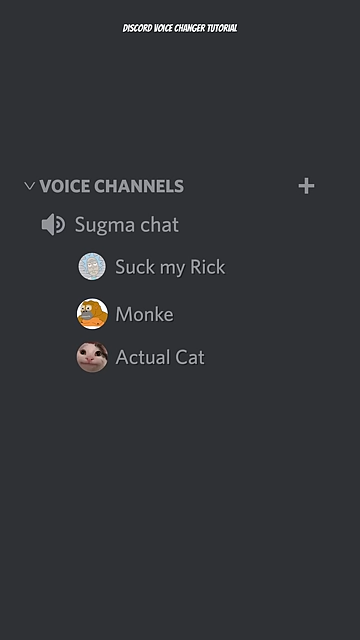 DISCORD VOICE CHANGER TUTORIAL
VOICE CHANNELS
Sugma chat
Suck my Rick
Monke
Actual Cat